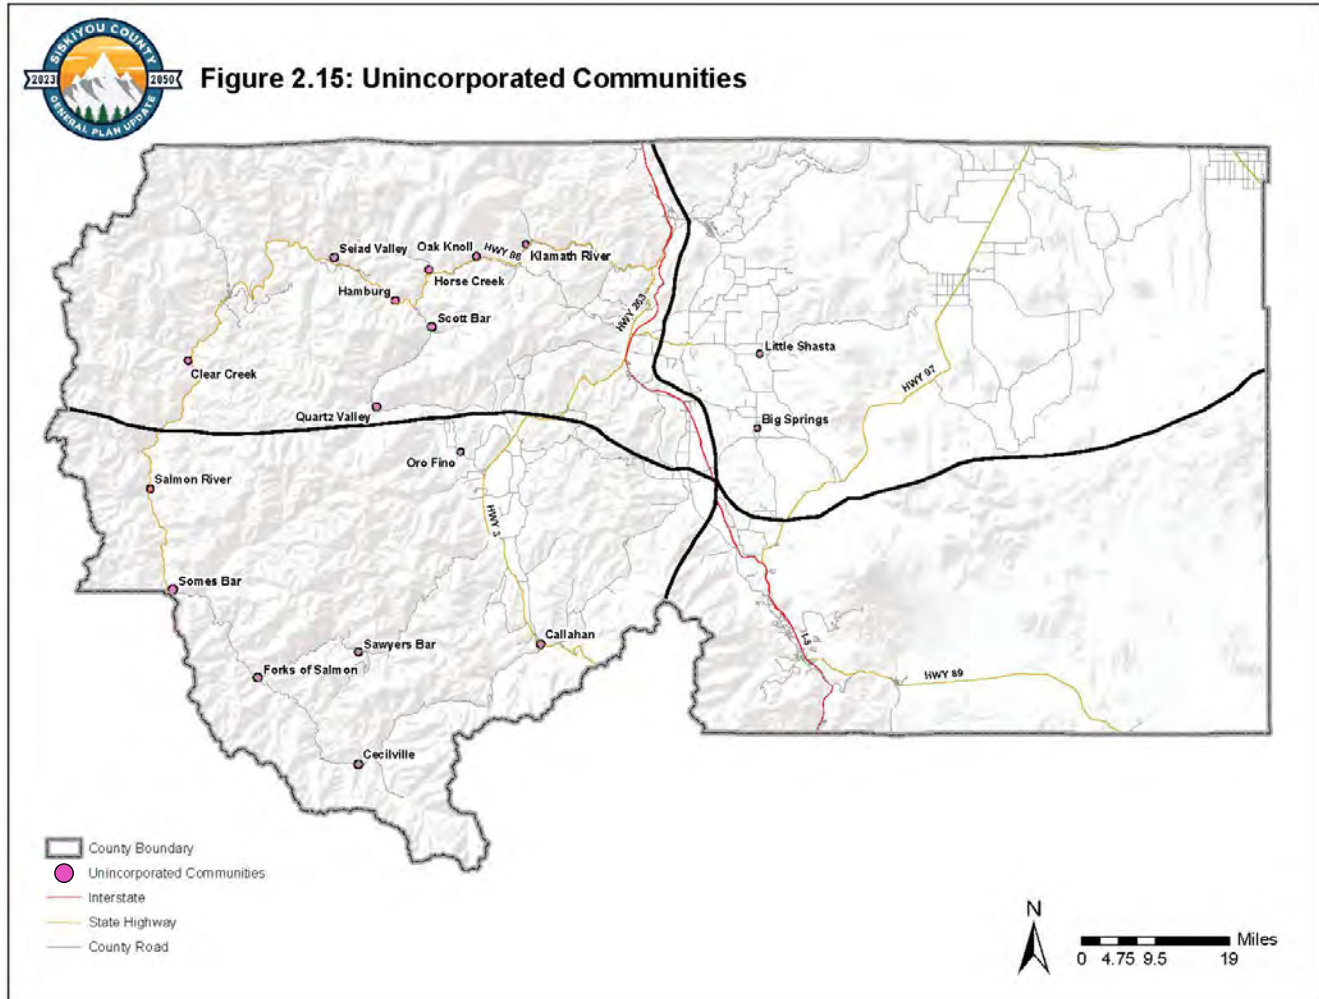 SISKIYOU COUNTY
2023
2050
GENERAL PLAN UPDATE
Figure 2.15: Unincorporated Communities
Seiad Valley
Oak Knoll
HWY 96
Klamath River
Horse Creek
Hamburg
Scott Bar
HWY 263
Little Shasta
Clear Creek
HWY 97
Quartz Valley
Big Springs
Oro Fino
Salmon River
HWY 3
Somes Bar
Callahan
Sawyers Bar
I-5
Forks of Salmon
HWY 89
Cecilville
County Boundary
Unincorporated Communities
Interstate
State Highway
County Road
N
Miles
0 4.75 9.5 19